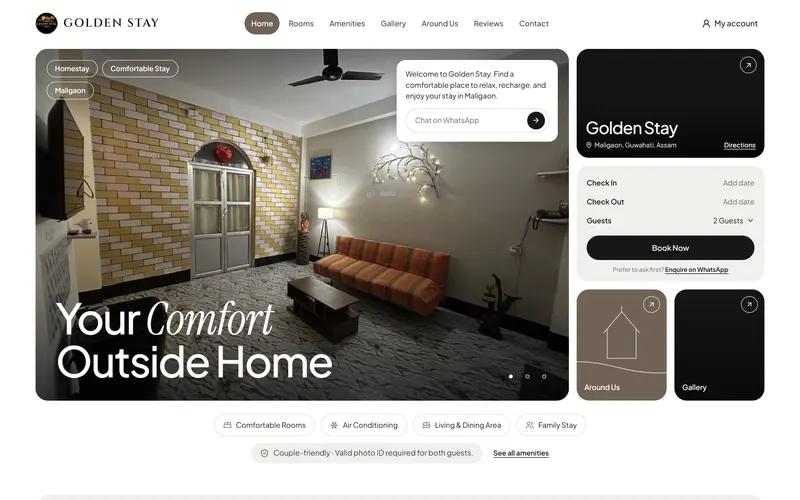 GOLDEN STAY
Home
Rooms
Amenities
Gallery
Around Us
Reviews
Contact
My account
Homestay
Comfortable Stay
Maligaon
Welcome to Golden Stay. Find a
comfortable place to relax, recharge, and
enjoy your stay in Maligaon.
Chat on WhatsApp
Your Comfort
Outside Home
Golden Stay
Maligaon, Guwahati, Assam
Directions
Check In
Add date
Check Out
Add date
Guests
2 Guests
Book Now
Prefer to ask first? Enquire on WhatsApp
Around Us
Gallery
Comfortable Rooms
Air Conditioning
Living & Dining Area
Family Stay
Couple-friendly · Valid photo ID required for both guests.
See all amenities